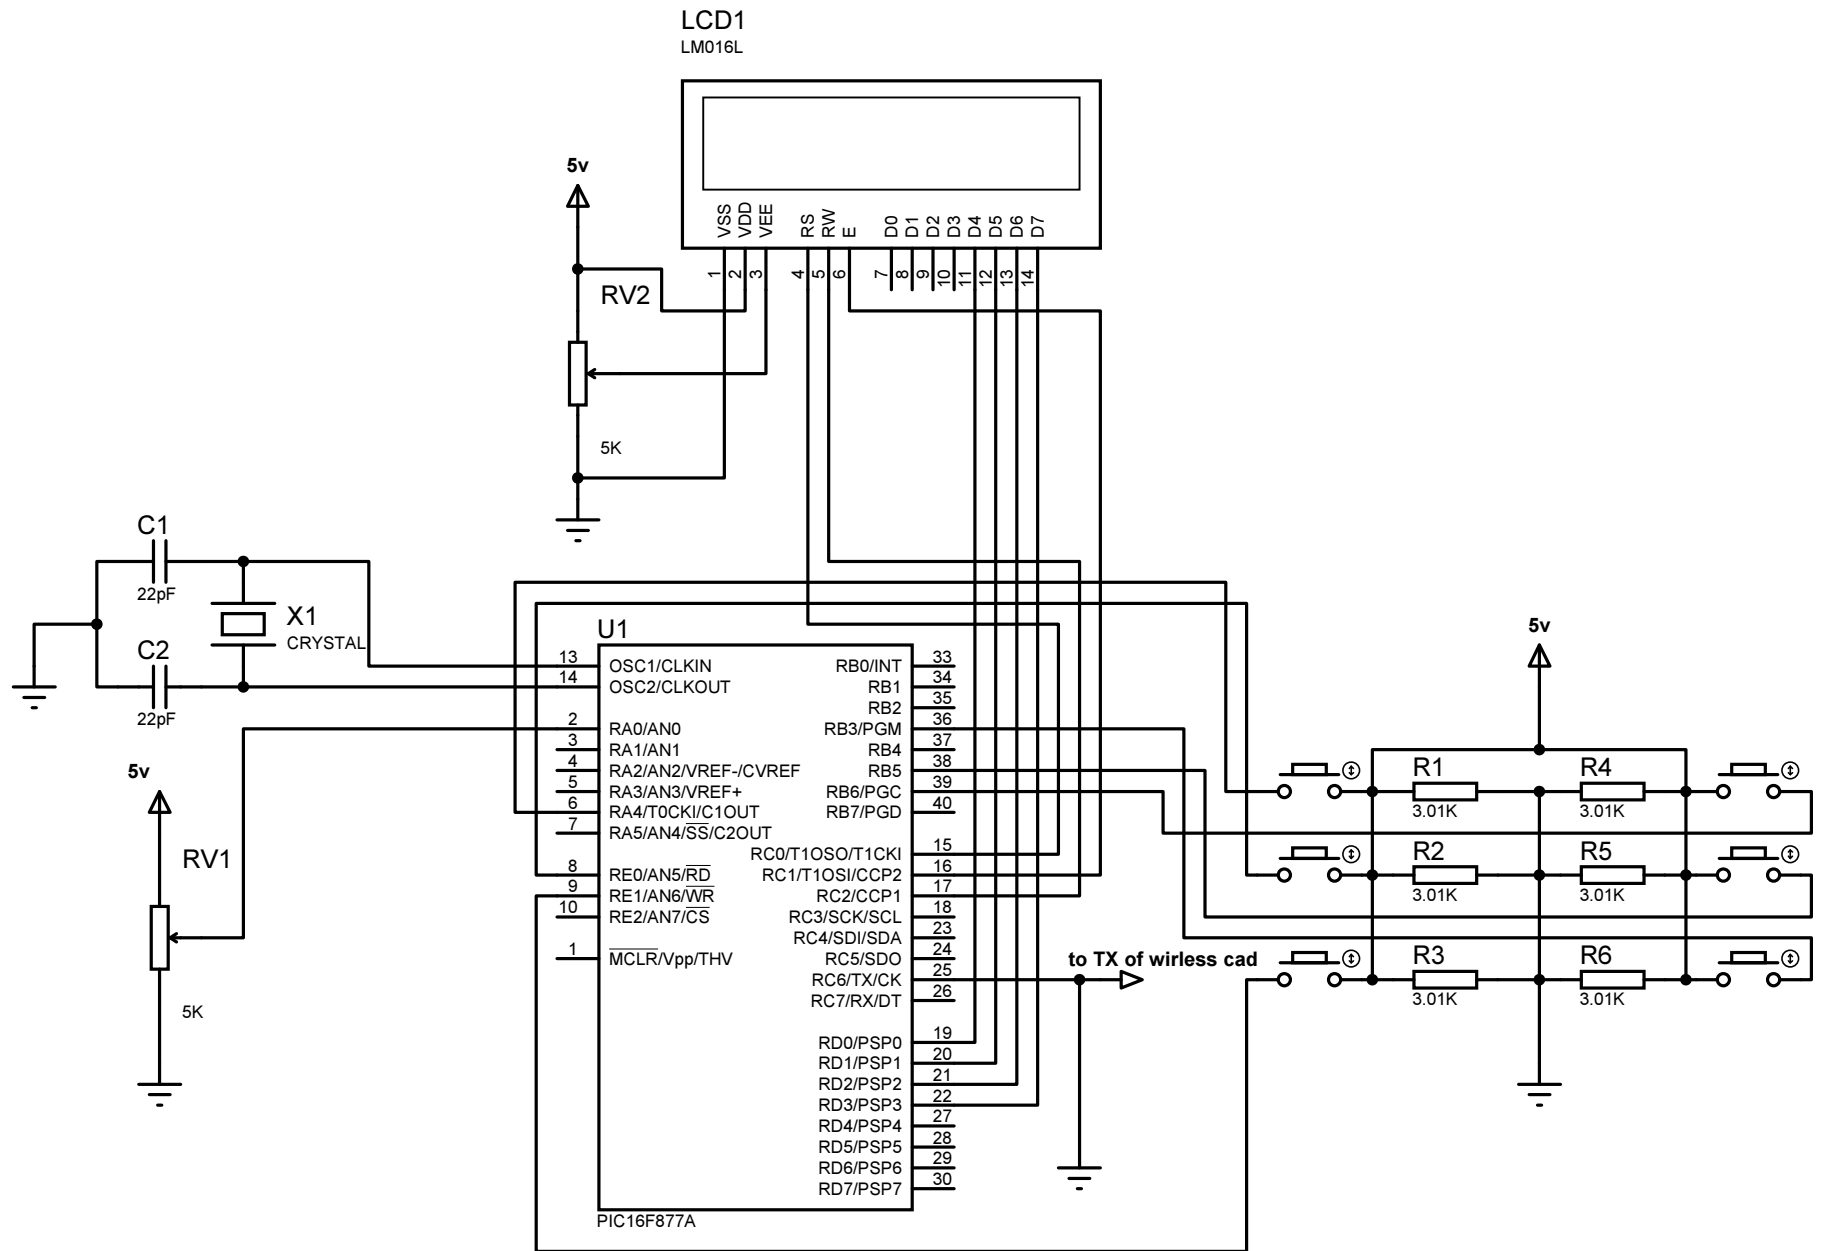 LCD1
LM016L
5v
VSS
VDD
VEE
RS
RW
E
D0
D1
D2
D3
D4
D5
D6
D7
1
2
3
4
5
6
7
8
9
10
11
12
13
14
RV2
5K
C1
22pF
X1
CRYSTAL
C2
22pF
5v
RV1
5K
U1
13 OSC1/CLKIN
14 OSC2/CLKOUT
2 RA0/AN0
3 RA1/AN1
4 RA2/AN2/VREF-/CVREF
5 RA3/AN3/VREF+
6 RA4/T0CKI/C1OUT
7 RA5/AN4/SS/C2OUT
8 RE0/AN5/RD
9 RE1/AN6/WR
10 RE2/AN7/CS
1 MCLR/Vpp/THV
RB0/INT 33
RB1 34
RB2 35
RB3/PGM 36
RB4 37
RB5 38
RB6/PGC 39
RB7/PGD 40
RC0/T1OSO/T1CKI 15
RC1/T1OSI/CCP2 16
RC2/CCP1 17
RC3/SCK/SCL 18
RC4/SDI/SDA 23
RC5/SDO 24
RC6/TX/CK 25
RC7/RX/DT 26
RD0/PSP0 19
RD1/PSP1 20
RD2/PSP2 21
RD3/PSP3 22
RD4/PSP4 27
RD5/PSP5 28
RD6/PSP6 29
RD7/PSP7 30
PIC16F877A
to TX of wirless cad
5v
R1
3.01K
R4
3.01K
R2
3.01K
R5
3.01K
R3
3.01K
R6
3.01K